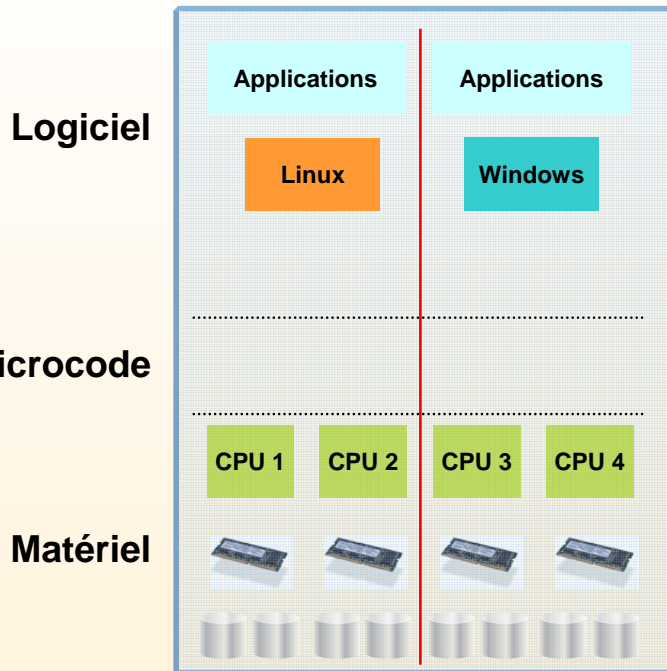 Applications Applications
Logiciel
Linux Windows
icrocode
CPU 1 CPU 2 CPU 3 CPU 4
Matériel